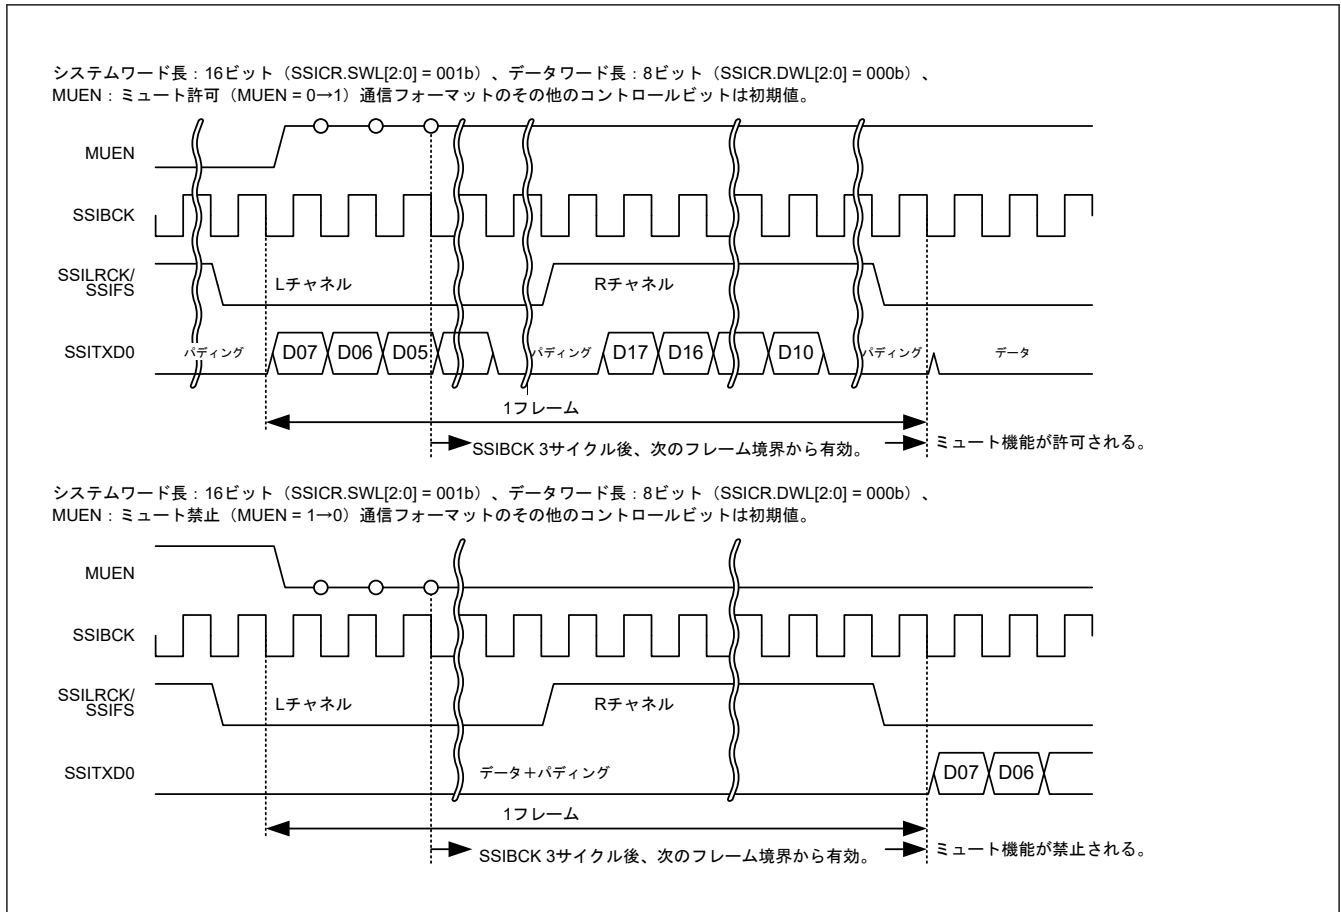 システムワード長：16ビット（SSICR.SWL[2:0] = 001b）、データワード長：8ビット（SSICR.DWL[2:0] = 000b）、
MUEN：ミュート許可（MUEN = 0→1）通信フォーマットのその他のコントロールビットは初期値。
MUEN
SSIBCK
SSILRCK/
SSIFS
Lチャネル
Rチャネル
SSITXD0
パディング
D07
D06
D05
パディング
D17
D16
D10
パディング
データ
1フレーム
SSIBCK 3サイクル後、次のフレーム境界から有効。
ミュート機能が許可される。
システムワード長：16ビット（SSICR.SWL[2:0] = 001b）、データワード長：8ビット（SSICR.DWL[2:0] = 000b）、
MUEN：ミュート禁止（MUEN = 1→0）通信フォーマットのその他のコントロールビットは初期値。
MUEN
SSIBCK
SSILRCK/
SSIFS
Lチャネル
Rチャネル
SSITXD0
データ＋パディング
D07
D06
1フレーム
SSIBCK 3サイクル後、次のフレーム境界から有効。
ミュート機能が禁止される。